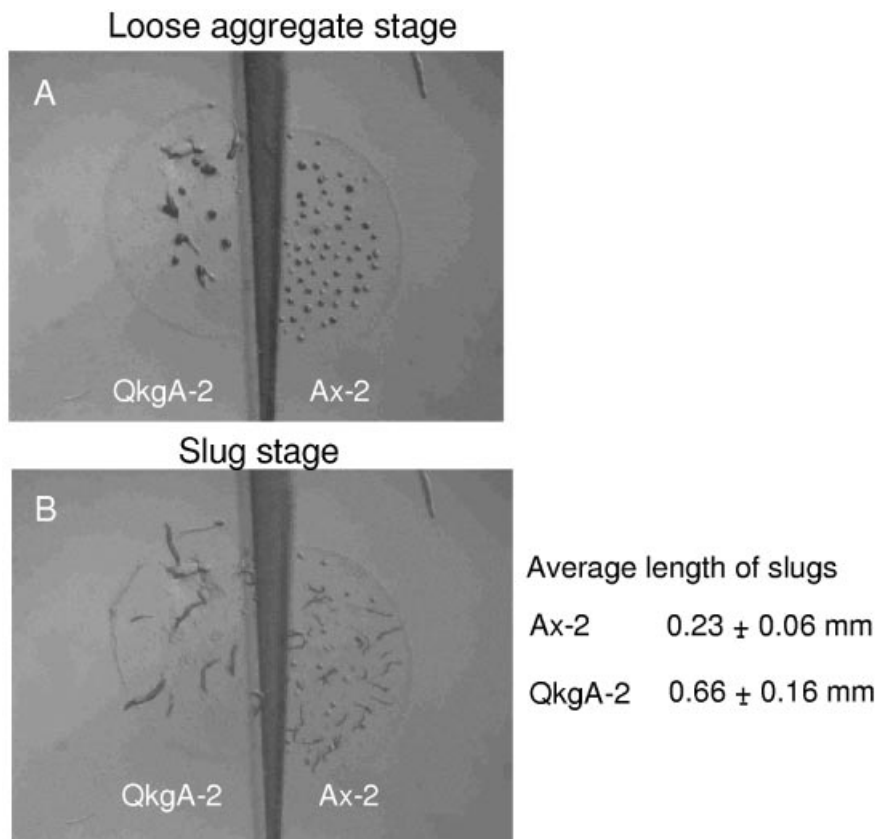 Loose aggregate stage
A
QkgA-2 Ax-2
Slug stage
B
QkgA-2 Ax-2
Average length of slugs
Ax-2 0.23 ± 0.06 mm
QkgA-2 0.66 ± 0.16 mm